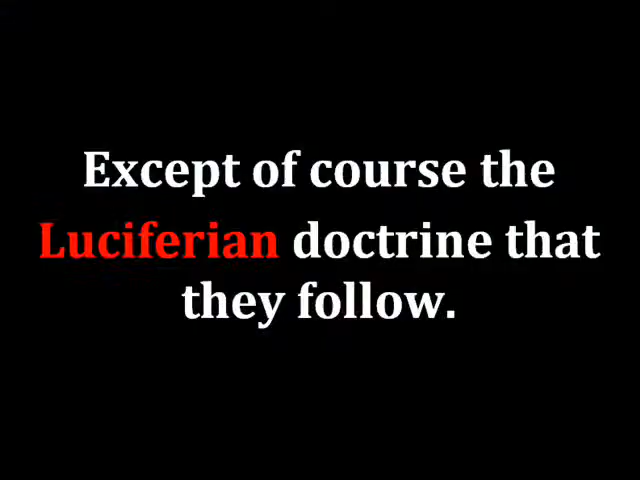 Except of course the
Luciferian doctrine that
they follow.